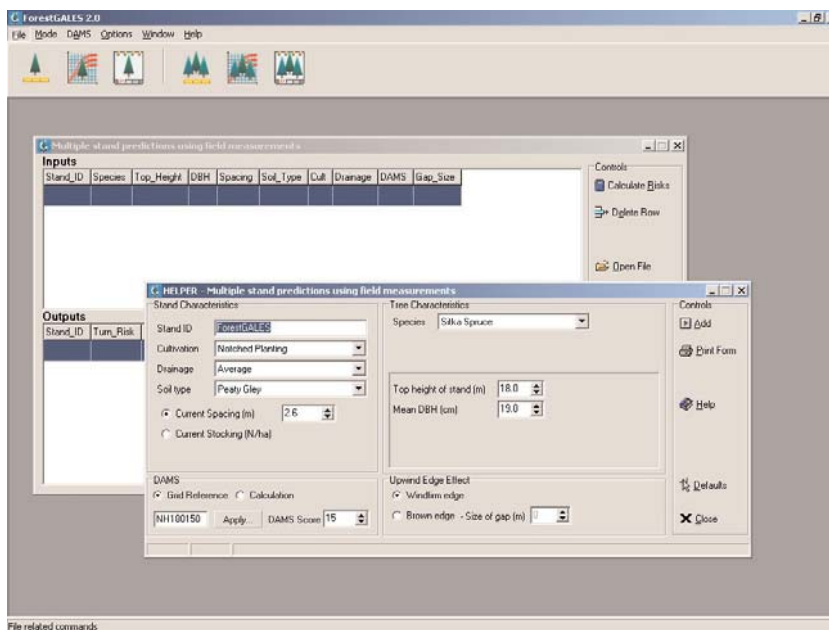 ForestGALES 2.0
File Mode DAMS Options Window Help
Multiple stand predictions using field measurements
Inputs
Stand_ID Species Top_Height DBH Spacing Soil_Type Cult Drainage DAMS Gap_Size
Controls
Calculate Risks
Delete Row
Open File
Outputs
Stand_ID Turn_Risk
HELPER - Multiple stand predictions using field measurements
Stand Characteristics
Stand ID ForestGALES
Cultivation Notched Planting
Drainage Average
Soil type Peaty Gley
Current Spacing (m) 2.6
Current Stocking (N/ha)
Tree Characteristics
Species Sitka Spruce
Top height of stand (m) 18.0
Mean DBH (cm) 19.0
DAMS
Grid Reference Calculation
NH100150 Apply... DAMS Score 15
Upwind Edge Effect
Windfirm edge
Brown edge - Size of gap (m) 0
Controls
Add
Print Form
Help
Defaults
Close
File related commands